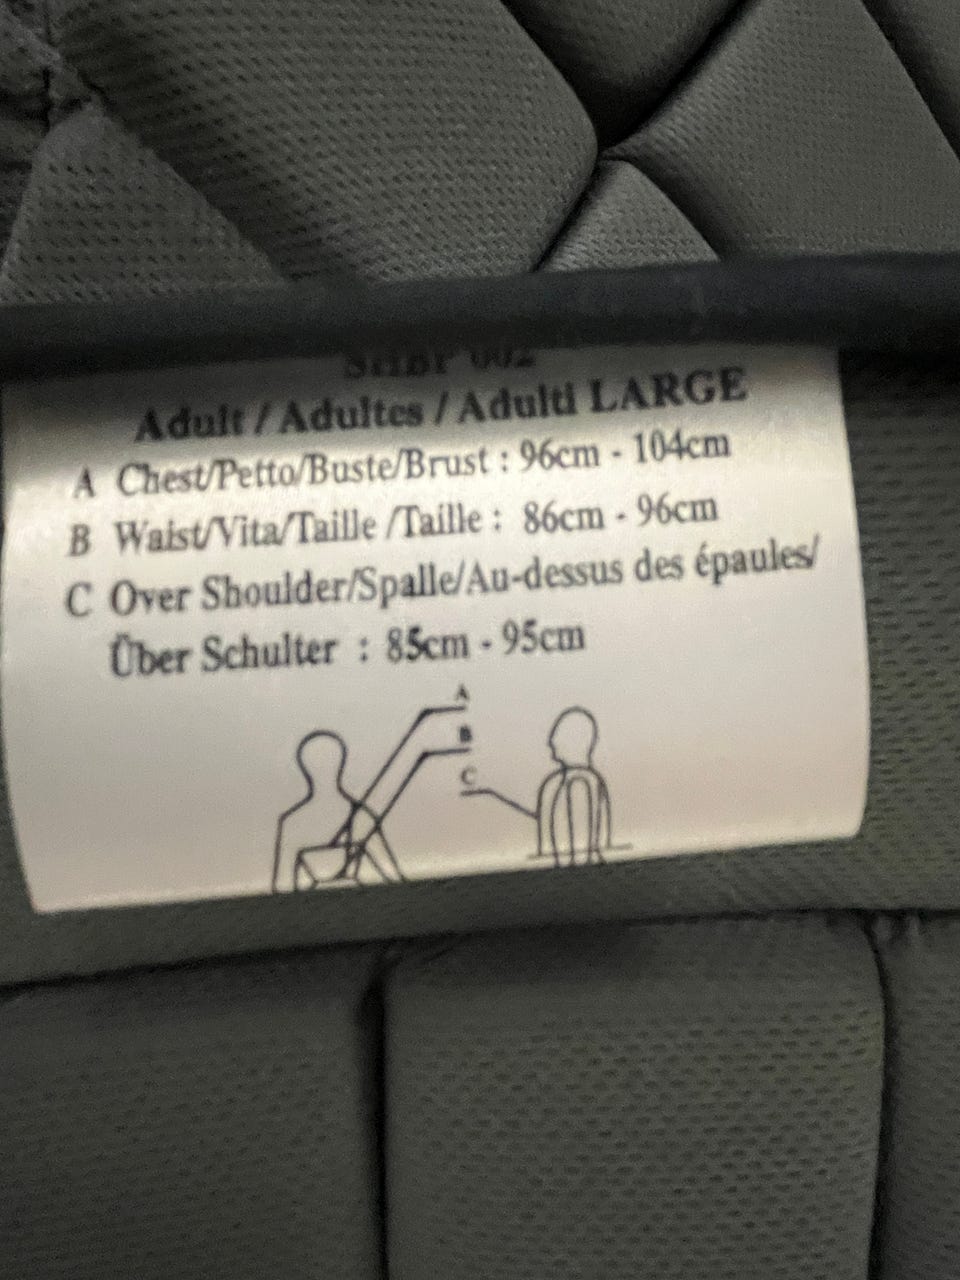 Adult / Adultes / Adulti LARGE
A Chest/Petto/Buste/Brust : 96cm - 104cm
B Waist/Vita/Taille /Taille : 86cm - 96cm
C Over Shoulder/Spalle/Au-dessus des épaules/
Über Schulter : 85cm - 95cm
A
B
C